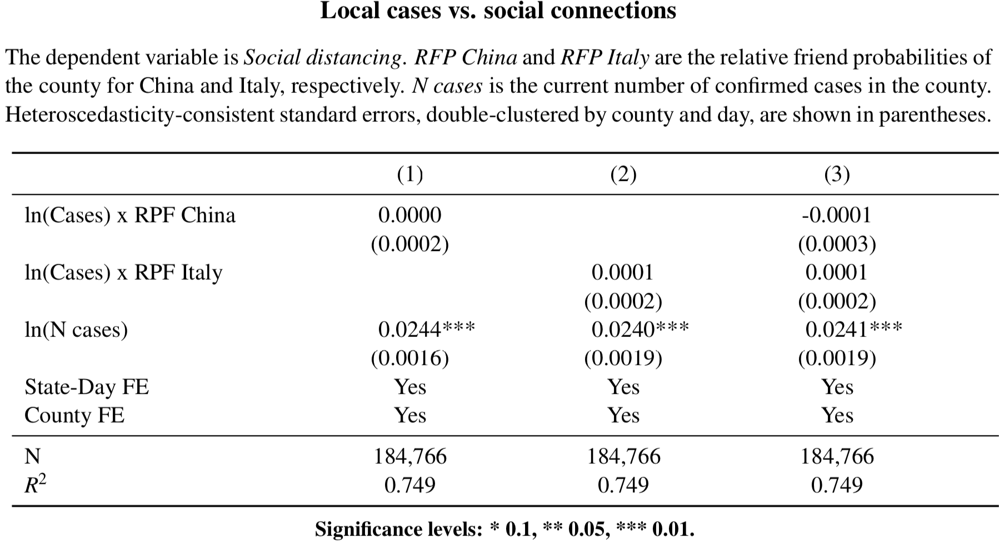 Local cases vs. social connections
The dependent variable is Social distancing. RFP China and RFP Italy are the relative friend probabilities of
the county for China and Italy, respectively. N cases is the current number of confirmed cases in the county.
Heteroscedasticity-consistent standard errors, double-clustered by county and day, are shown in parentheses.
(1) (2) (3)
ln(Cases) x RPF China 0.0000 -0.0001
(0.0002) (0.0003)
ln(Cases) x RPF Italy 0.0001 0.0001
(0.0002) (0.0002)
ln(N cases) 0.0244*** 0.0240*** 0.0241***
(0.0016) (0.0019) (0.0019)
State-Day FE Yes Yes Yes
County FE Yes Yes Yes
N 184,766 184,766 184,766
R² 0.749 0.749 0.749
Significance levels: * 0.1, ** 0.05, *** 0.01.